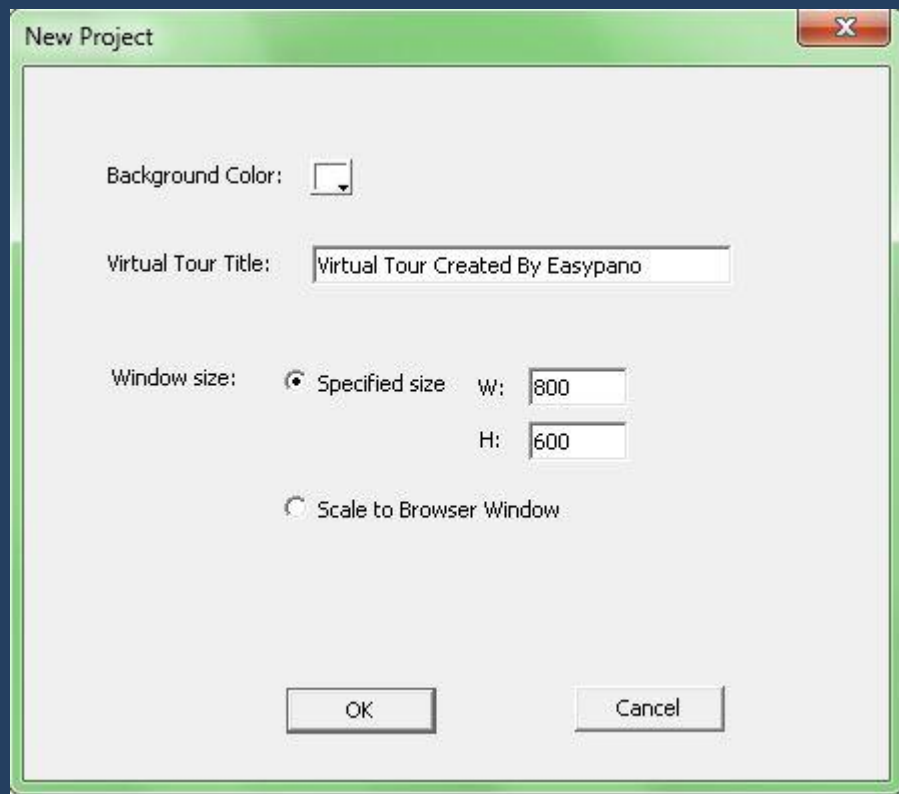 New Project
Background Color:
Virtual Tour Title: Virtual Tour Created By Easypano
Window size: Specified size W: 800
H: 600
Scale to Browser Window
OK Cancel